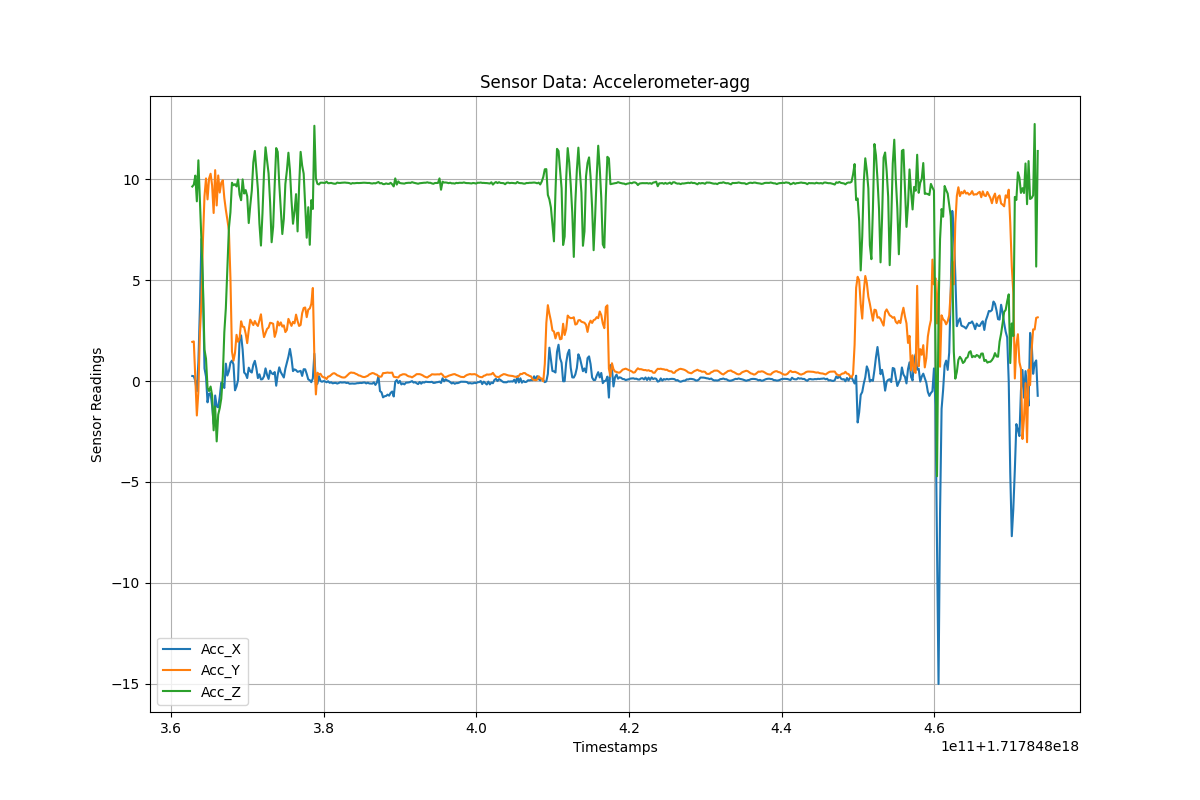 Sensor Data: Accelerometer-agg
10
5
0
−5
−10
−15
Sensor Readings
Acc_X
Acc_Y
Acc_Z
3.6 3.8 4.0 4.2 4.4 4.6
Timestamps
1e11+1.717848e18